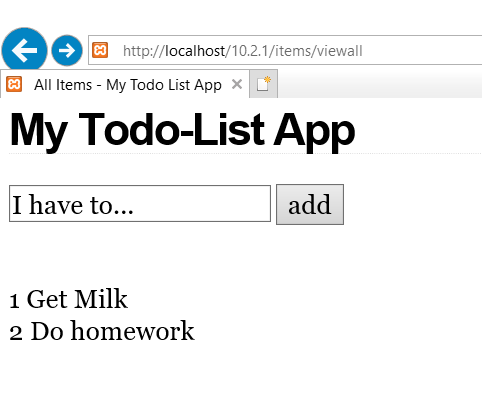 http://localhost/10.2.1/items/viewall
All Items - My Todo List App
My Todo-List App
I have to...
add
1 Get Milk
2 Do homework